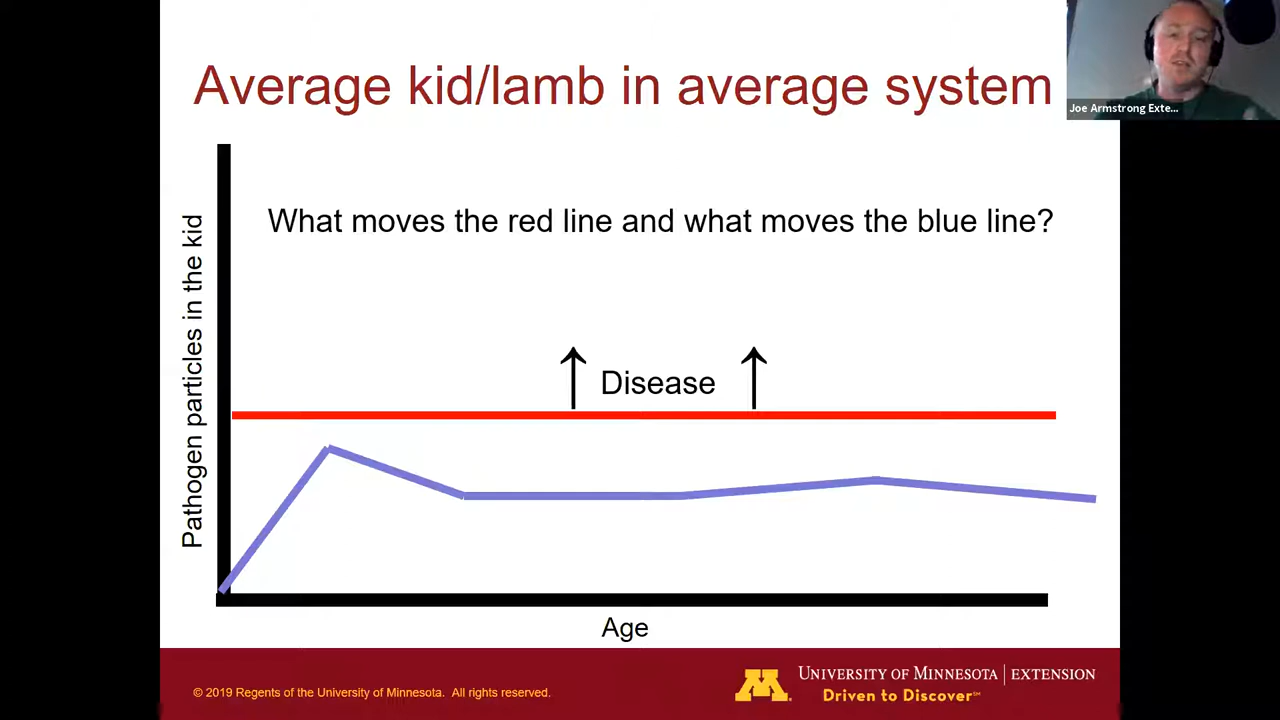 Average kid/lamb in average system
Joe Armstrong Exte...
What moves the red line and what moves the blue line?
Pathogen particles in the kid
Disease
Age
© 2019 Regents of the University of Minnesota. All rights reserved.
M
UNIVERSITY OF MINNESOTA | EXTENSION
Driven to Discover℠